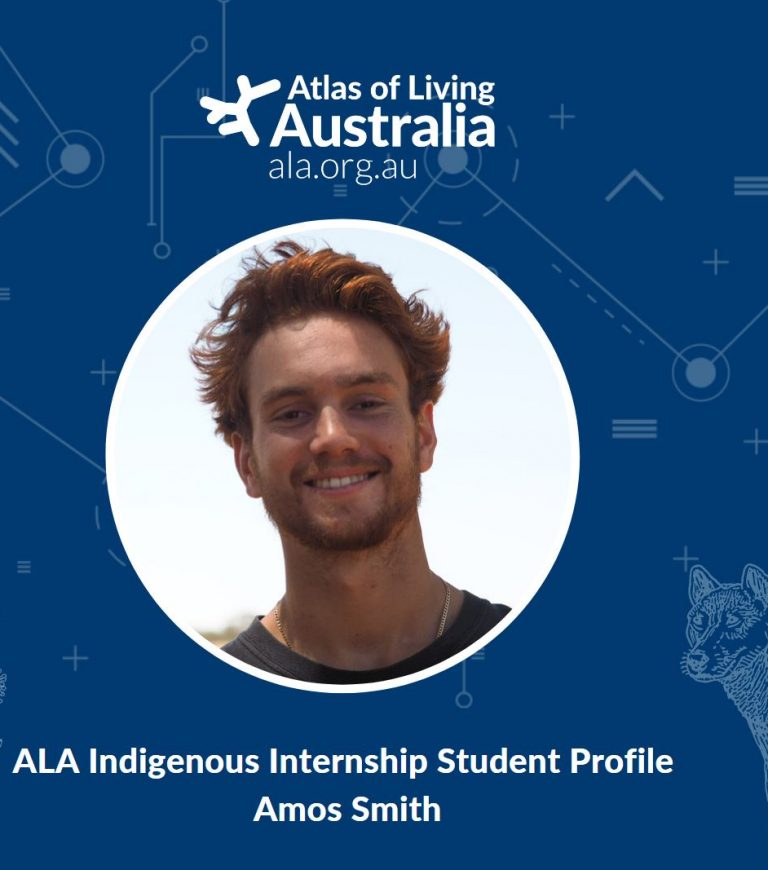 Atlas of Living
Australia
ala.org.au
ALA Indigenous Internship Student Profile
Amos Smith